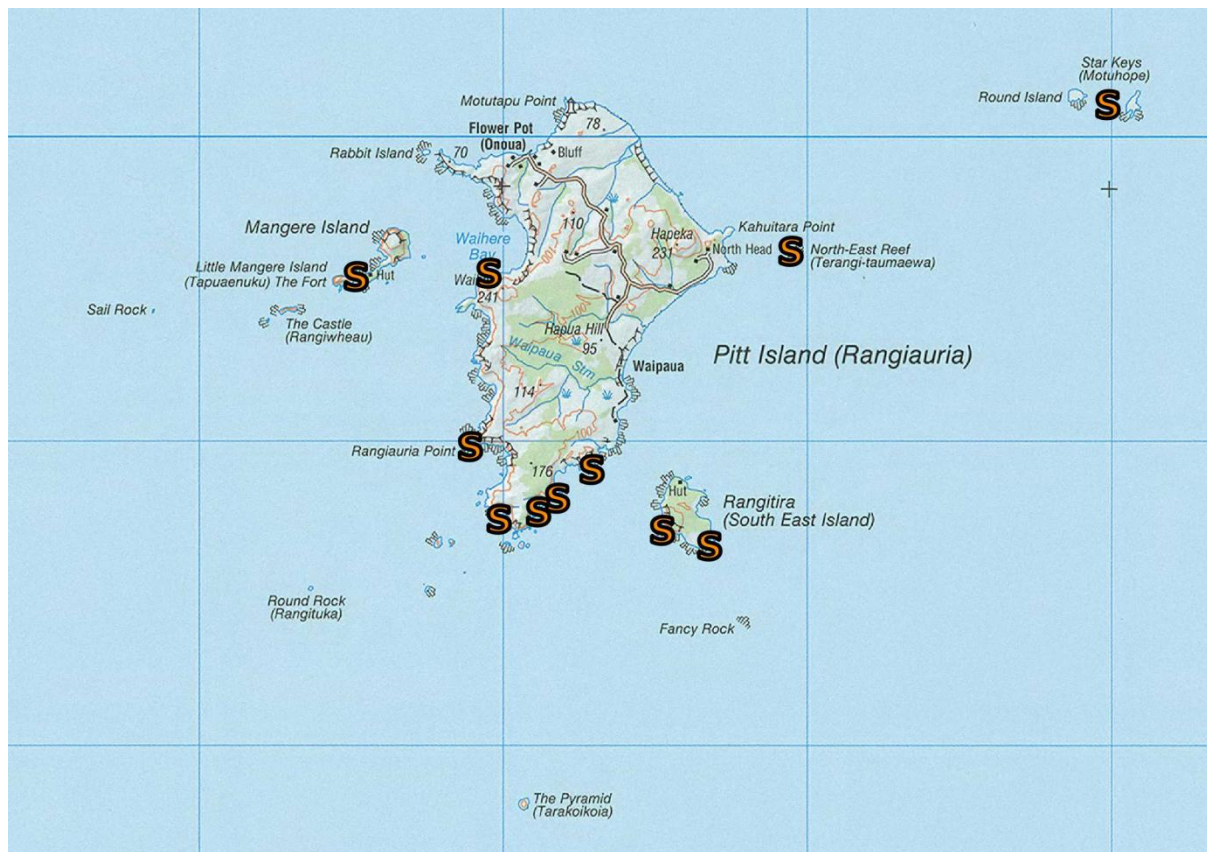 Star Keys
(Motuhope)
Round Island
S
Motutapu Point
78
Flower Pot
(Onoua)
Bluff
Rabbit Island
70
Mangere Island
Waihere
Bay
110
100
Hapeka
231
Kahuitara Point
North Head
S
North-East Reef
(Terangi-taumaewa)
Little Mangere Island
(Tapuaenuku) The Fort
S
Hut
S
241
Sail Rock
The Castle
(Rangiwheau)
100
Hapua Hill
95
Waipaua Stm
Waipaua
Pitt Island (Rangiauria)
114
100
Rangiauria Point
S
176
S
S
S
S
Hut
Rangitira
(South East Island)
S
S
Round Rock
(Rangituka)
Fancy Rock
The Pyramid
(Tarakoikoia)